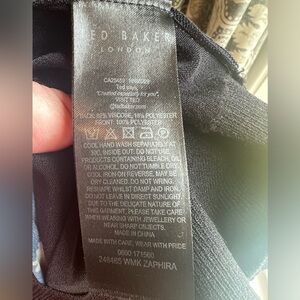 TED BAKER
LONDON
Ted says,
"Created especially for you".
VISIT TED
@tedbaker.com
BACK: VISCOSE, POLYESTER
FRONT: 100% POLYESTER
COOL HAND WASH SEPARATELY AT
30C, INSIDE OUT. DO NOT USE
PRODUCTS CONTAINING BLEACH, OIL
OR ALCOHOL. DO NOT TUMBLE DRY.
COOL IRON ON REVERSE, MAY BE
DRY CLEANED. DO NOT WRING.
RESHAPE WHILST DAMP AND IRON.
DO NOT LEAVE IN DIRECT SUNLIGHT.
DUE TO THE DELICATE NATURE OF
THIS GARMENT, PLEASE TAKE CARE
WHEN WEARING WITH JEWELLERY OR
NEAR SHARP OBJECTS.
MADE IN CHINA
MADE WITH CARE, WEAR WITH PRIDE
0600 171560
248465 WMK ZAPHIRA